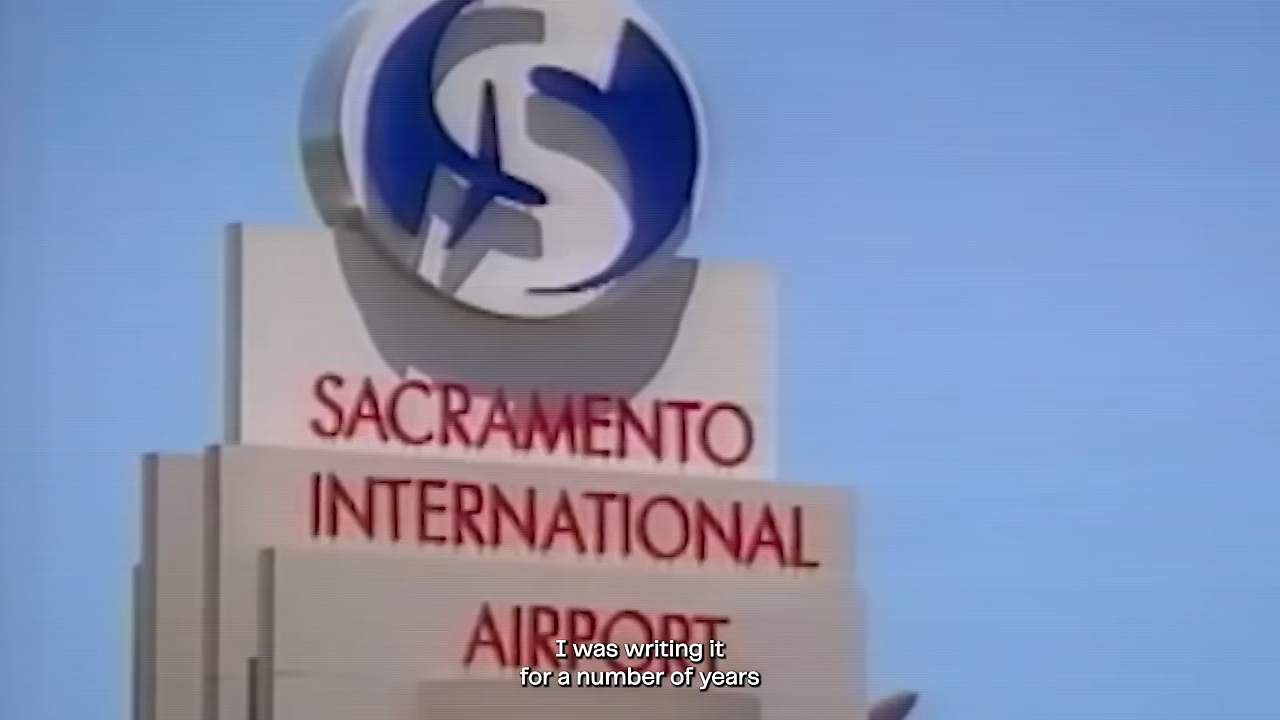 S
SACRAMENTO
INTERNATIONAL
AIRPORT
I was writing it
for a number of years